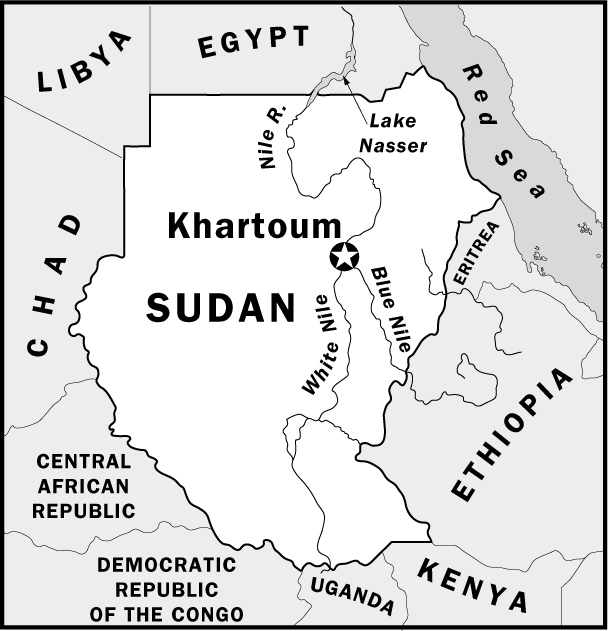 LIBYA
EGYPT
Red Sea
Nile R.
Lake
Nasser
CHAD
Khartoum
ERITREA
SUDAN
White Nile
Blue Nile
ETHIOPIA
CENTRAL
AFRICAN
REPUBLIC
DEMOCRATIC
REPUBLIC
OF THE CONGO
UGANDA
KENYA